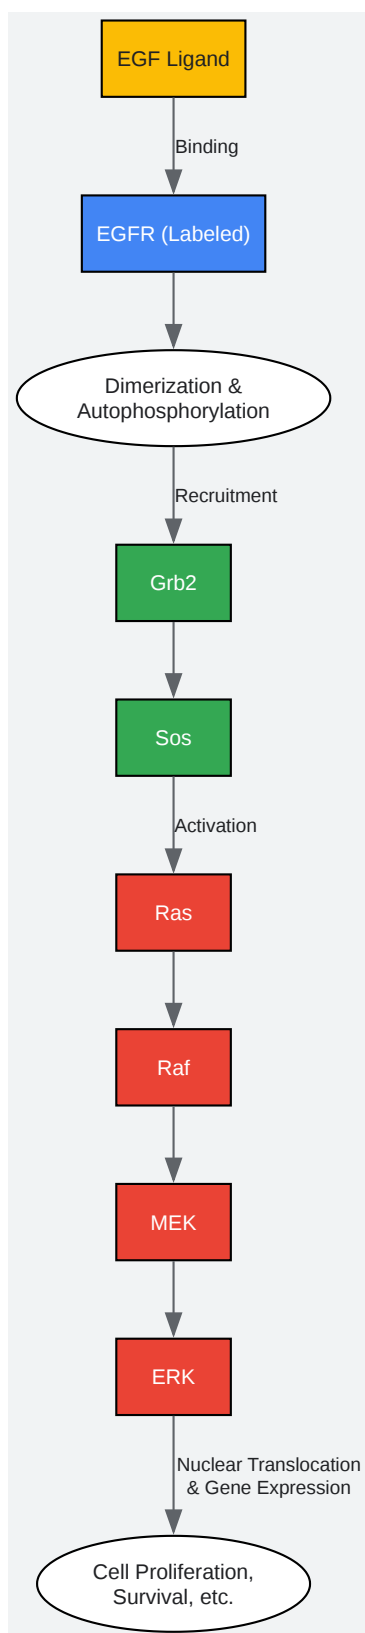 EGF Ligand
Binding
EGFR (Labeled)
Dimerization &
Autophosphorylation
Recruitment
Grb2
Sos
Activation
Ras
Raf
MEK
ERK
Nuclear Translocation
& Gene Expression
Cell Proliferation,
Survival, etc.